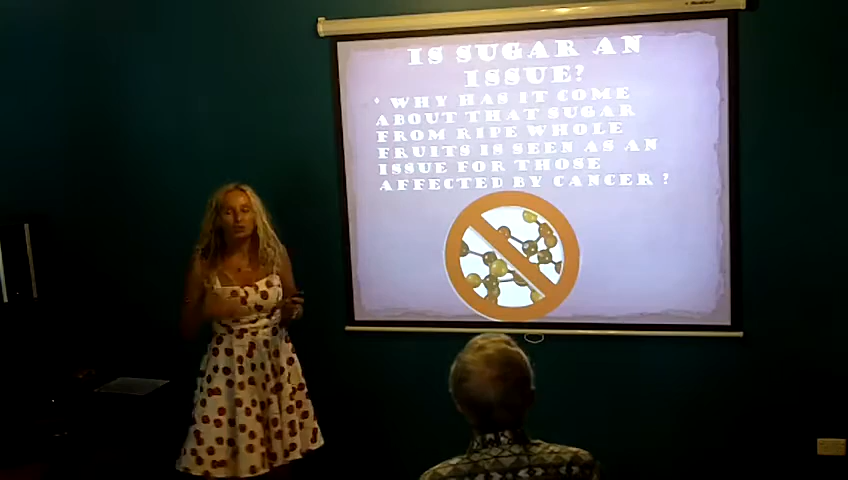 IS SUGAR AN
ISSUE?
• WHY HAS IT COME
ABOUT THAT SUGAR
FROM RIPE WHOLE
FRUITS IS SEEN AS AN
ISSUE FOR THOSE
AFFECTED BY CANCER?